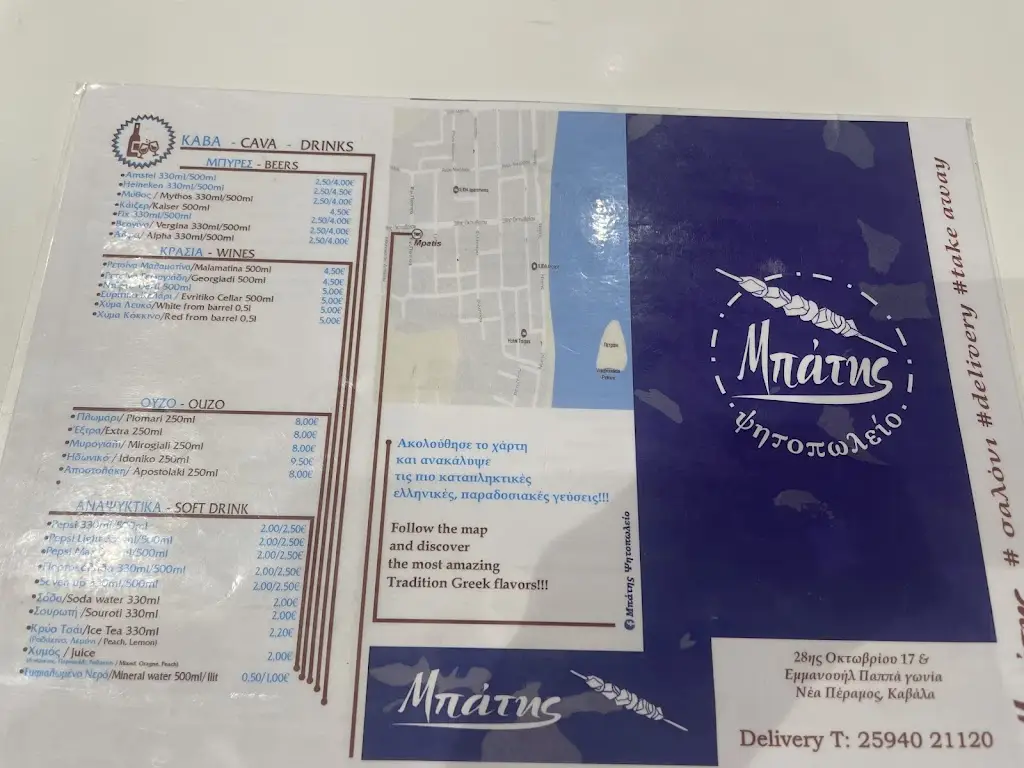 ΚΑΒΑ - CAVA - DRINKS
ΜΠΥΡΕΣ - BEERS
•Amstel 330ml/500ml 2,50/4,00€
•Heineken 330ml/500ml 2,50/4,50€
•Μύθος / Mythos 330ml/500ml 2,50/4,00€
•Κάιζερ/Kaiser 500ml 4,50€
•Fix 330ml/500ml 2,50/4,00€
•Βεργίνα/ Vergina 330ml/500ml 2,50/4,00€
•Άλφα/ Alpha 330ml/500ml 2,50/4,00€
ΚΡΑΣΙΑ - WINES
•Ρετσίνα Μαλαματίνα/Malamatina 500ml 4,50€
/Georgiadi 500ml 4,50€
500ml 5,00€
/ Evritiko Cellar 500ml 5,00€
•Χύμα Λευκό/White from barrel 0,5l 5,00€
•Χύμα Κόκκινο/Red from barrel 0,5l 5,00€
ΟΥΖΟ - OUZO
•Πλωμάρι/ Plomari 250ml 8,00€
•Έξτρα/Extra 250ml 8,00€
•Μυρογιάλι/ Mirogiali 250ml 8,00€
•Ηδωνικό / Idoniko 250ml 9,50€
•Αποστολάκη/ Apostolaki 250ml 8,00€
•
ΑΝΑΨΥΚΤΙΚΑ - SOFT DRINK
•Pepsi 330ml/500ml 2,00/2,50€
•Pepsi Light 330ml/500ml 2,00/2,50€
•Pepsi Max 330ml/500ml 2,00/2,50€
330ml/500ml 2,00/2,50€
•Seven up 330ml/500ml 2,00/2,50€
•Σόδα/Soda water 330ml 2,00€
•Σουρωτή /Souroti 330ml 2,00€
•Κρύο Τσάι/Ice Tea 330ml 2,20€
(Ροδάκινο, Λεμόνι / Peach, Lemon)
•Χυμός / Juice 2,00€
/ Mixed, Orange, Peach)
•Εμφιαλωμένο Νερό/Mineral water 500ml/ 1lit 0,50/1,00€
Mpatis
Ακολούθησε το χάρτη
και ανακάλυψε
τις πιο καταπληκτικές
ελληνικές, παραδοσιακές γεύσεις!!!
Follow the map
and discover
the most amazing
Tradition Greek flavors!!!
Μπάτης Ψητοπωλείο
Μπάτης
Μπάτης
ψητοπωλείο
28ης Οκτωβρίου 17 &
Εμμανουήλ Παππά γωνία
Νέα Πέραμος, Καβάλα
Delivery T: 25940 21120
# σαλόνι #delivery #take away